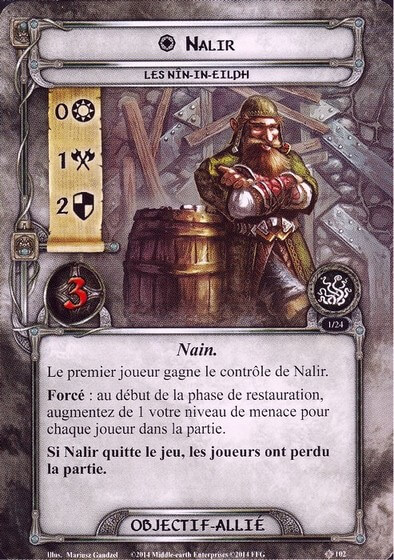 Nalir
Les Nîn-in-Eilph
0
1
2
3
1/24
Nain.
Le premier joueur gagne le contrôle de Nalir.
Forcé : au début de la phase de restauration,
augmentez de 1 votre niveau de menace pour
chaque joueur dans la partie.
Si Nalir quitte le jeu, les joueurs ont perdu
la partie.
Objectif-Allié
Illus. Mariusz Gandzel ©2014 Middle-earth Enterprises ©2014 FFG 102